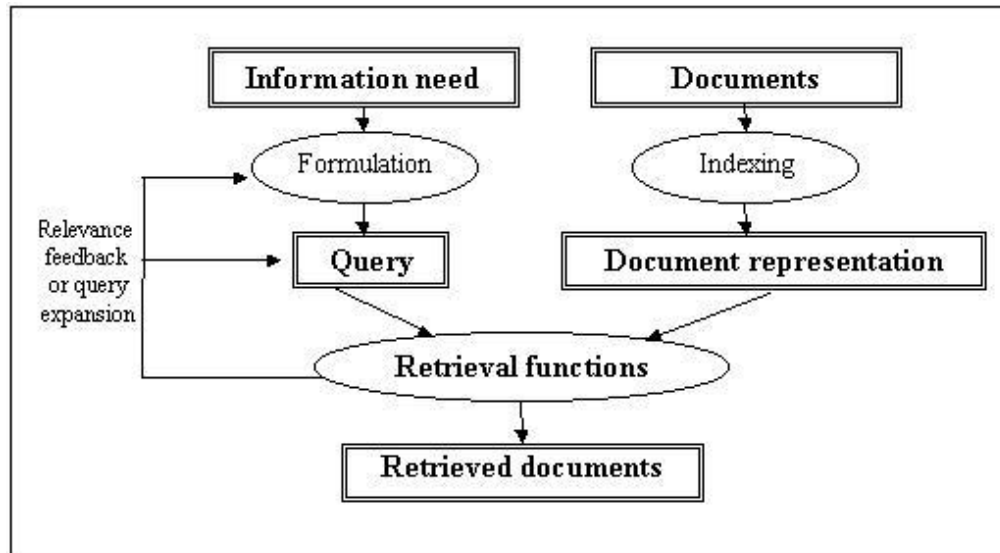 Information need
Documents
Formulation
Indexing
Relevance
feedback
or query
expansion
Query
Document representation
Retrieval functions
Retrieved documents